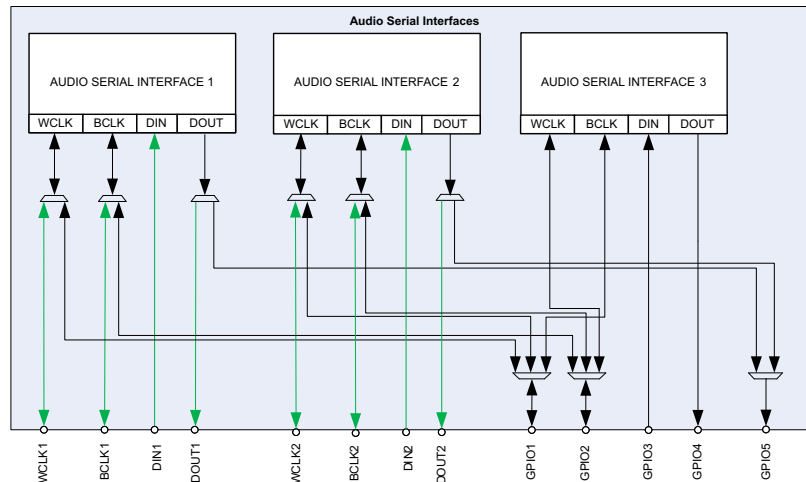 Audio Serial Interfaces
AUDIO SERIAL INTERFACE 1
AUDIO SERIAL INTERFACE 2
AUDIO SERIAL INTERFACE 3
WCLK BCLK DIN DOUT
WCLK BCLK DIN DOUT
WCLK BCLK DIN DOUT
WCLK1
BCLK1
DIN1
DOUT1
WCLK2
BCLK2
DIN2
DOUT2
GPIO1
GPIO2
GPIO3
GPIO4
GPIO5